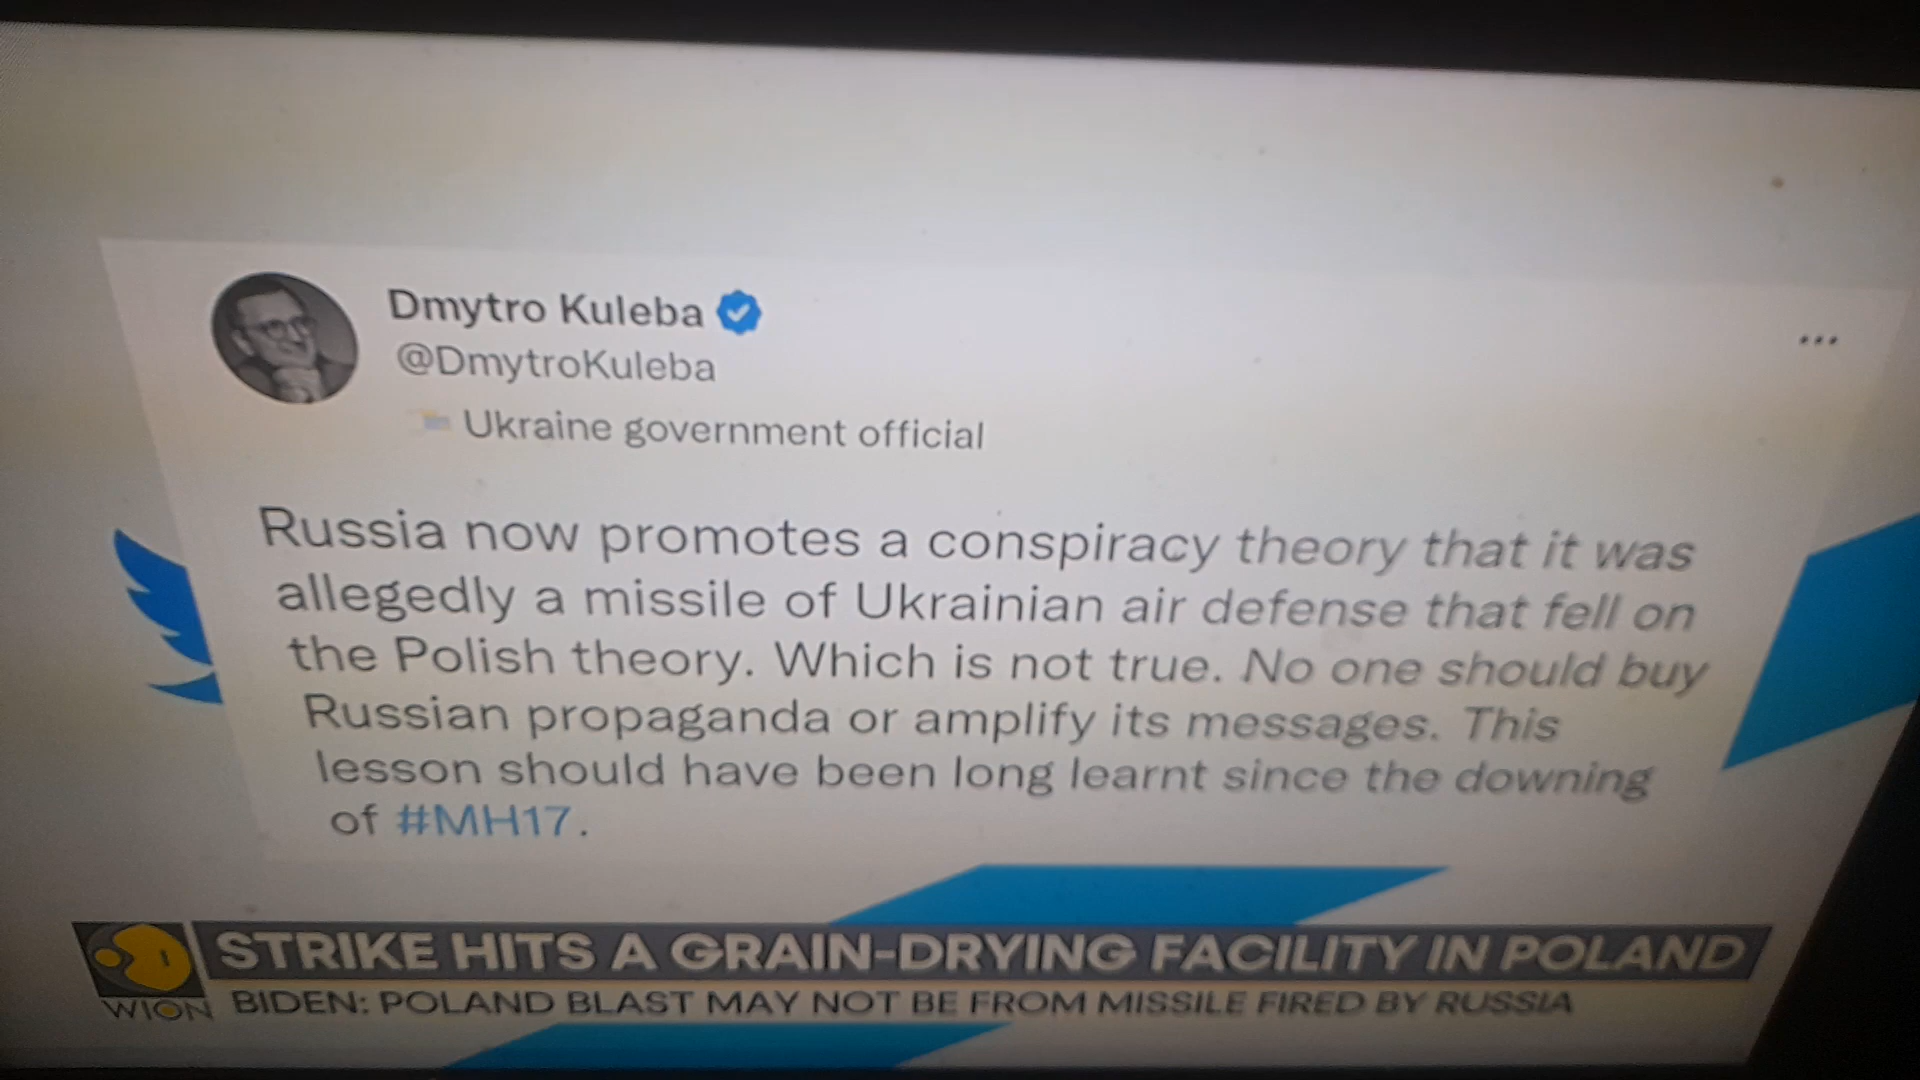 Dmytro Kuleba
@DmytroKuleba
Ukraine government official
Russia now promotes a conspiracy theory that it was
allegedly a missile of Ukrainian air defense that fell on
the Polish theory. Which is not true. No one should buy
Russian propaganda or amplify its messages. This
lesson should have been long learnt since the downing
of #MH17.
STRIKE HITS A GRAIN-DRYING FACILITY IN POLAND
WION BIDEN: POLAND BLAST MAY NOT BE FROM MISSILE FIRED BY RUSSIA